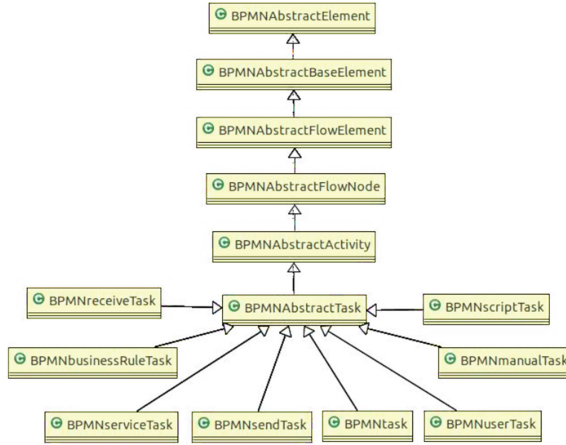 C BPMNAbstractElement
C BPMNAbstractBaseElement
C BPMNAbstractFlowElement
C BPMNAbstractFlowNode
C BPMNAbstractActivity
C BPMNreceiveTask
C BPMNAbstractTask
C BPMNscriptTask
C BPMNbusinessRuleTask
C BPMNmanualTask
C BPMNserviceTask
C BPMNsendTask
C BPMNtask
C BPMNuserTask